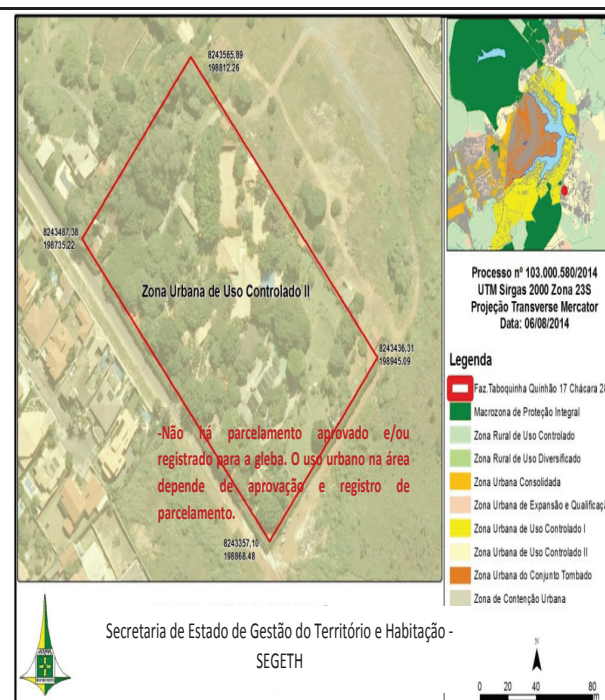 8243565,89
198812.26
8243487,38
198735,22
Zona Urbana de Uso Controlado II
8243436,31
198945.09
-Não há parcelamento aprovado e/ou
registrado para a gleba. O uso urbano na área
depende de aprovação e registro de
parcelamento.
8243357,10
198868.48
Processo nº 103.000.580/2014
UTM Sirgas 2000 Zona 23S
Projeção Transverse Mercator
Data: 06/08/2014
Legenda
Faz.Taboquinha Quinhão 17 Chácara 28
Macrozona de Proteção Integral
Zona Rural de Uso Controlado
Zona Rural de Uso Diversificado
Zona Urbana Consolidada
Zona Urbana de Expansão e Qualificaçã
Zona Urbana de Uso Controlado I
Zona Urbana de Uso Controlado II
Zona Urbana do Conjunto Tombado
Zona de Contenção Urbana
Secretaria de Estado de Gestão do Território e Habitação -
SEGETH
N
0 20 40 80
m